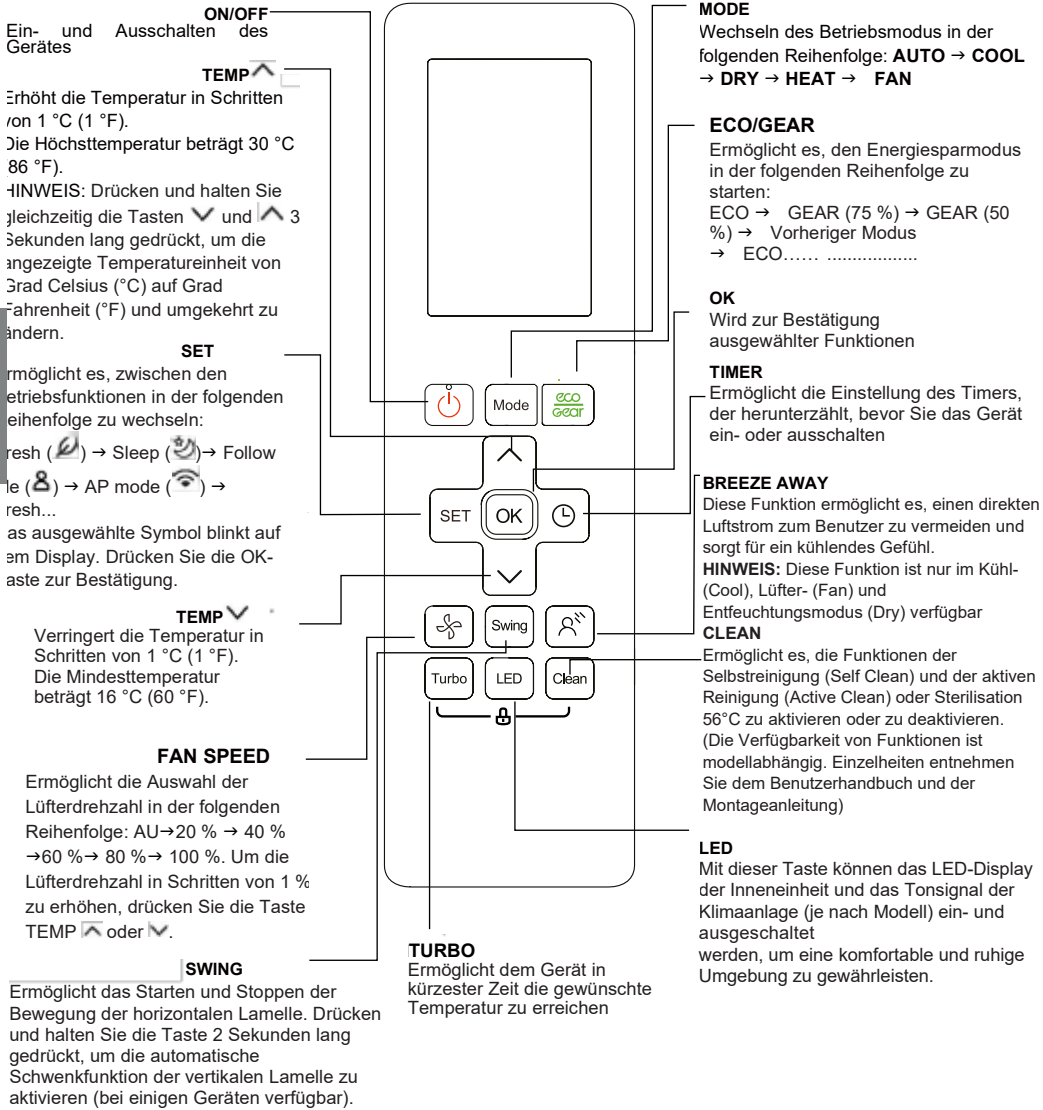 ON/OFF
Ein- und Ausschalten des
Gerätes
TEMP
Erhöht die Temperatur in Schritten
von 1 °C (1 °F).
Die Höchsttemperatur beträgt 30 °C
(86 °F).
HINWEIS: Drücken und halten Sie
gleichzeitig die Tasten und 3
Sekunden lang gedrückt, um die
angezeigte Temperatureinheit von
Grad Celsius (°C) auf Grad
Fahrenheit (°F) und umgekehrt zu
ändern.
SET
rmöglicht es, zwischen den
etriebsfunktionen in der folgenden
eihenfolge zu wechseln:
resh ( ) → Sleep ( ) → Follow
e ( ) → AP mode ( ) →
resh...
as ausgewählte Symbol blinkt auf
em Display. Drücken Sie die OK-
aste zur Bestätigung.
TEMP
Verringert die Temperatur in
Schritten von 1 °C (1 °F).
Die Mindesttemperatur
beträgt 16 °C (60 °F).
FAN SPEED
Ermöglicht die Auswahl der
Lüfterdrehzahl in der folgenden
Reihenfolge: AU→20 % → 40 %
→60 %→ 80 %→ 100 %. Um die
Lüfterdrehzahl in Schritten von 1 %
zu erhöhen, drücken Sie die Taste
TEMP oder .
SWING
Ermöglicht das Starten und Stoppen der
Bewegung der horizontalen Lamelle. Drücken
und halten Sie die Taste 2 Sekunden lang
gedrückt, um die automatische
Schwenkfunktion der vertikalen Lamelle zu
aktivieren (bei einigen Geräten verfügbar).
Mode
eco
Gear
SET
OK
Swing
Turbo
LED
Clean
TURBO
Ermöglicht dem Gerät in
kürzester Zeit die gewünschte
Temperatur zu erreichen
MODE
Wechseln des Betriebsmodus in der
folgenden Reihenfolge: AUTO → COOL
→ DRY → HEAT → FAN
ECO/GEAR
Ermöglicht es, den Energiesparmodus
in der folgenden Reihenfolge zu
starten:
ECO → GEAR (75 %) → GEAR (50
%) → Vorheriger Modus
→ ECO…… ..................
OK
Wird zur Bestätigung
ausgewählter Funktionen
TIMER
Ermöglicht die Einstellung des Timers,
der herunterzählt, bevor Sie das Gerät
ein- oder ausschalten
BREEZE AWAY
Diese Funktion ermöglicht es, einen direkten
Luftstrom zum Benutzer zu vermeiden und
sorgt für ein kühlendes Gefühl.
HINWEIS: Diese Funktion ist nur im Kühl-
(Cool), Lüfter- (Fan) und
Entfeuchtungsmodus (Dry) verfügbar
CLEAN
Ermöglicht es, die Funktionen der
Selbstreinigung (Self Clean) und der aktiven
Reinigung (Active Clean) oder Sterilisation
56°C zu aktivieren oder zu deaktivieren.
(Die Verfügbarkeit von Funktionen ist
modellabhängig. Einzelheiten entnehmen
Sie dem Benutzerhandbuch und der
Montageanleitung)
LED
Mit dieser Taste können das LED-Display
der Inneneinheit und das Tonsignal der
Klimaanlage (je nach Modell) ein- und
ausgeschaltet
werden, um eine komfortable und ruhige
Umgebung zu gewährleisten.